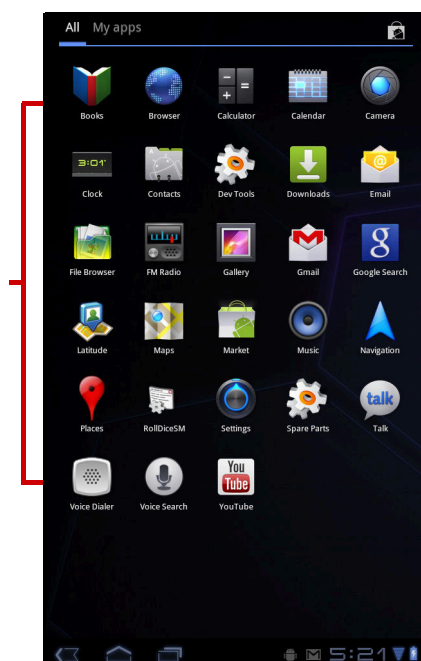 All My apps
Books Browser Calculator Calendar Camera
3:01
Clock Contacts Dev Tools Downloads Email
File Browser FM Radio Gallery Gmail Google Search
g
Latitude Maps Market Music Navigation
talk
Places RollDiceSM Settings Spare Parts Talk
You
Tube
Voice Dialer Voice Search YouTube
5:21